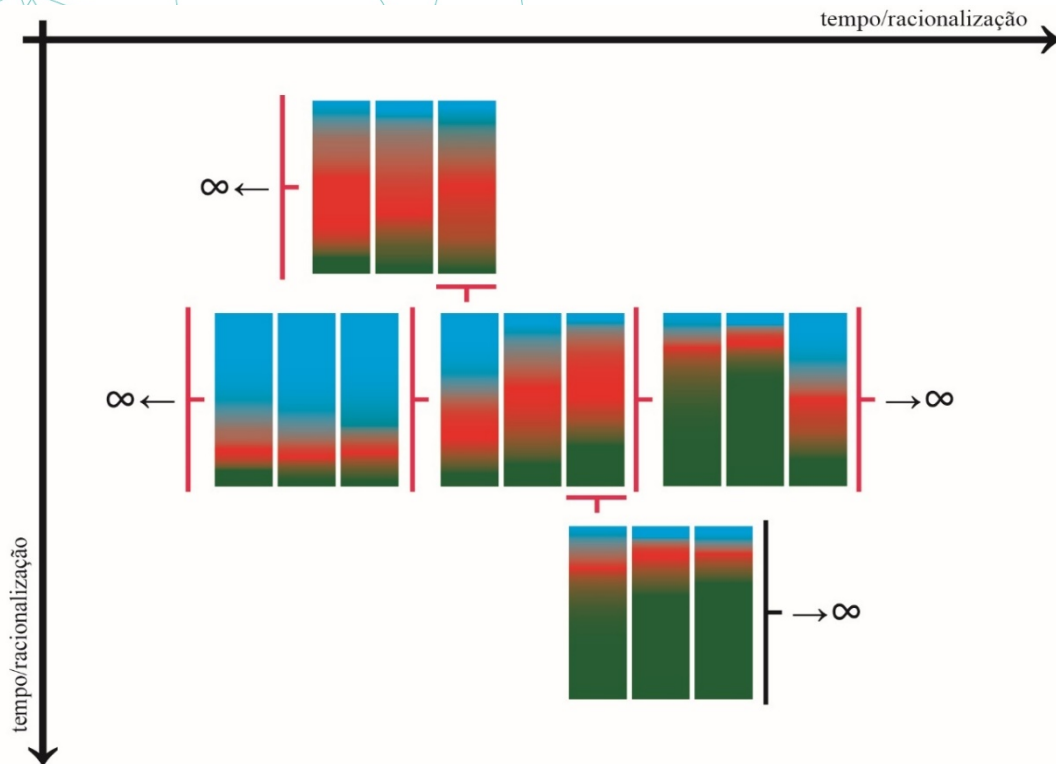 tempo/racionalização
∞←
∞←
→∞
→∞
tempo/racionalização